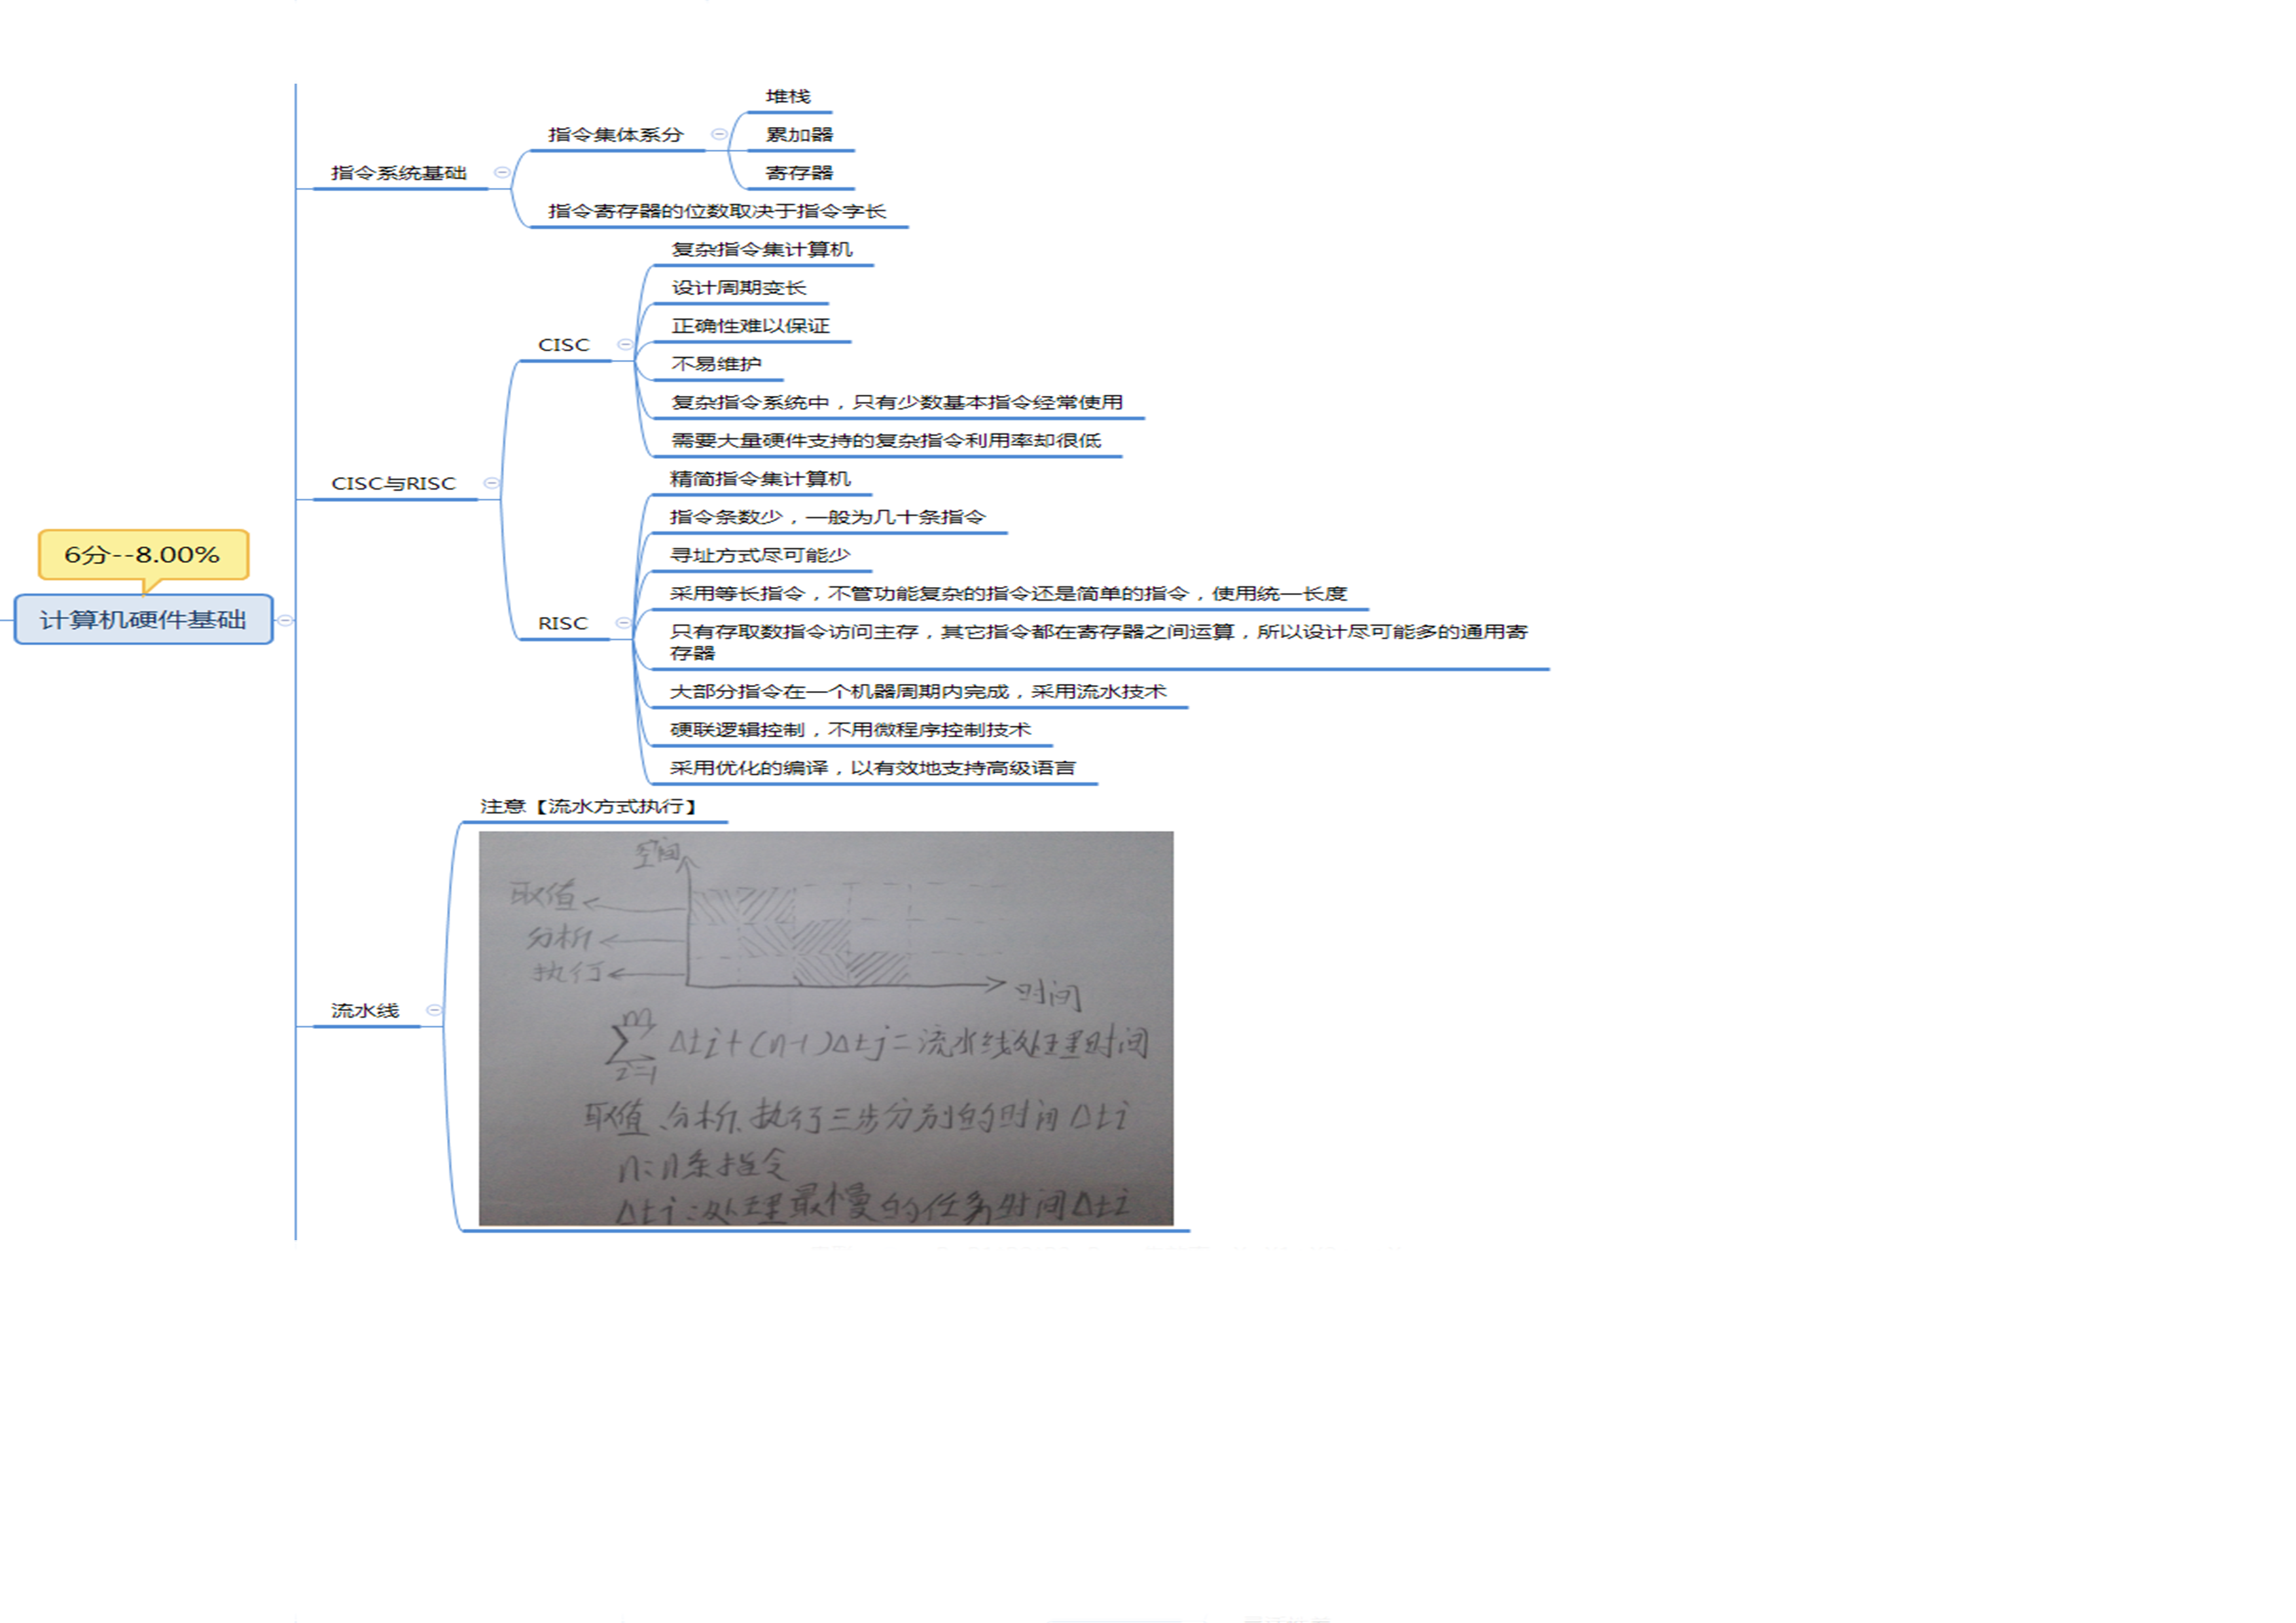 堆栈
指令集体系分
累加器
指令系统基础
寄存器
指令寄存器的位数取决于指令字长
复杂指令集计算机
设计周期变长
正确性难以保证
CISC
不易维护
复杂指令系统中，只有少数基本指令经常使用
需要大量硬件支持的复杂指令利用率却很低
CISC与RISC
精简指令集计算机
指令条数少，一般为几十条指令
6分--8.00%
寻址方式尽可能少
采用等长指令，不管功能复杂的指令还是简单的指令，使用统一长度
计算机硬件基础
RISC
只有存取数指令访问主存，其它指令都在寄存器之间运算，所以设计尽可能多的通用寄
存器
大部分指令在一个机器周期内完成，采用流水技术
硬联逻辑控制，不用微程序控制技术
采用优化的编译，以有效地支持高级语言
注意【流水方式执行】
空间
取值
分析
执行
时间
流水线
m
∑ Δti+(n-1)Δtj=流水线处理时间
i=1
取值、分析、执行三步分别的时间Δti
n:n条指令
Δtj:处理最慢的任务时间Δti